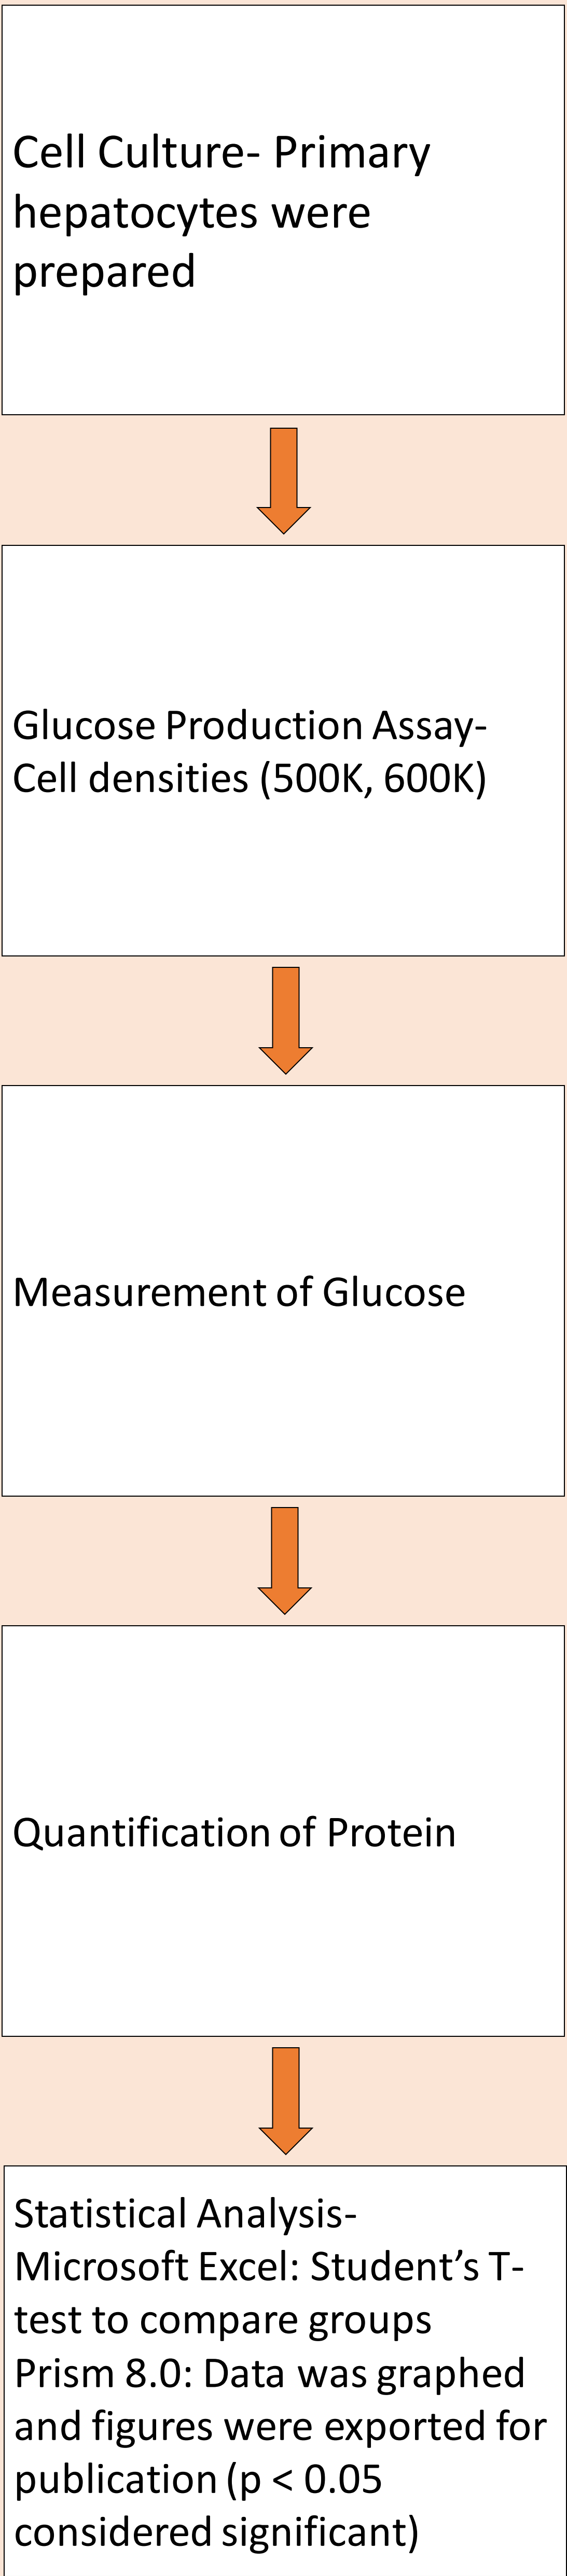 Cell Culture- Primary
hepatocytes were
prepared
Glucose Production Assay-
Cell densities (500K, 600K)
Measurement of Glucose
Quantification of Protein
Statistical Analysis-
Microsoft Excel: Student’s T-
test to compare groups
Prism 8.0: Data was graphed
and figures were exported for
publication (p < 0.05
considered significant)